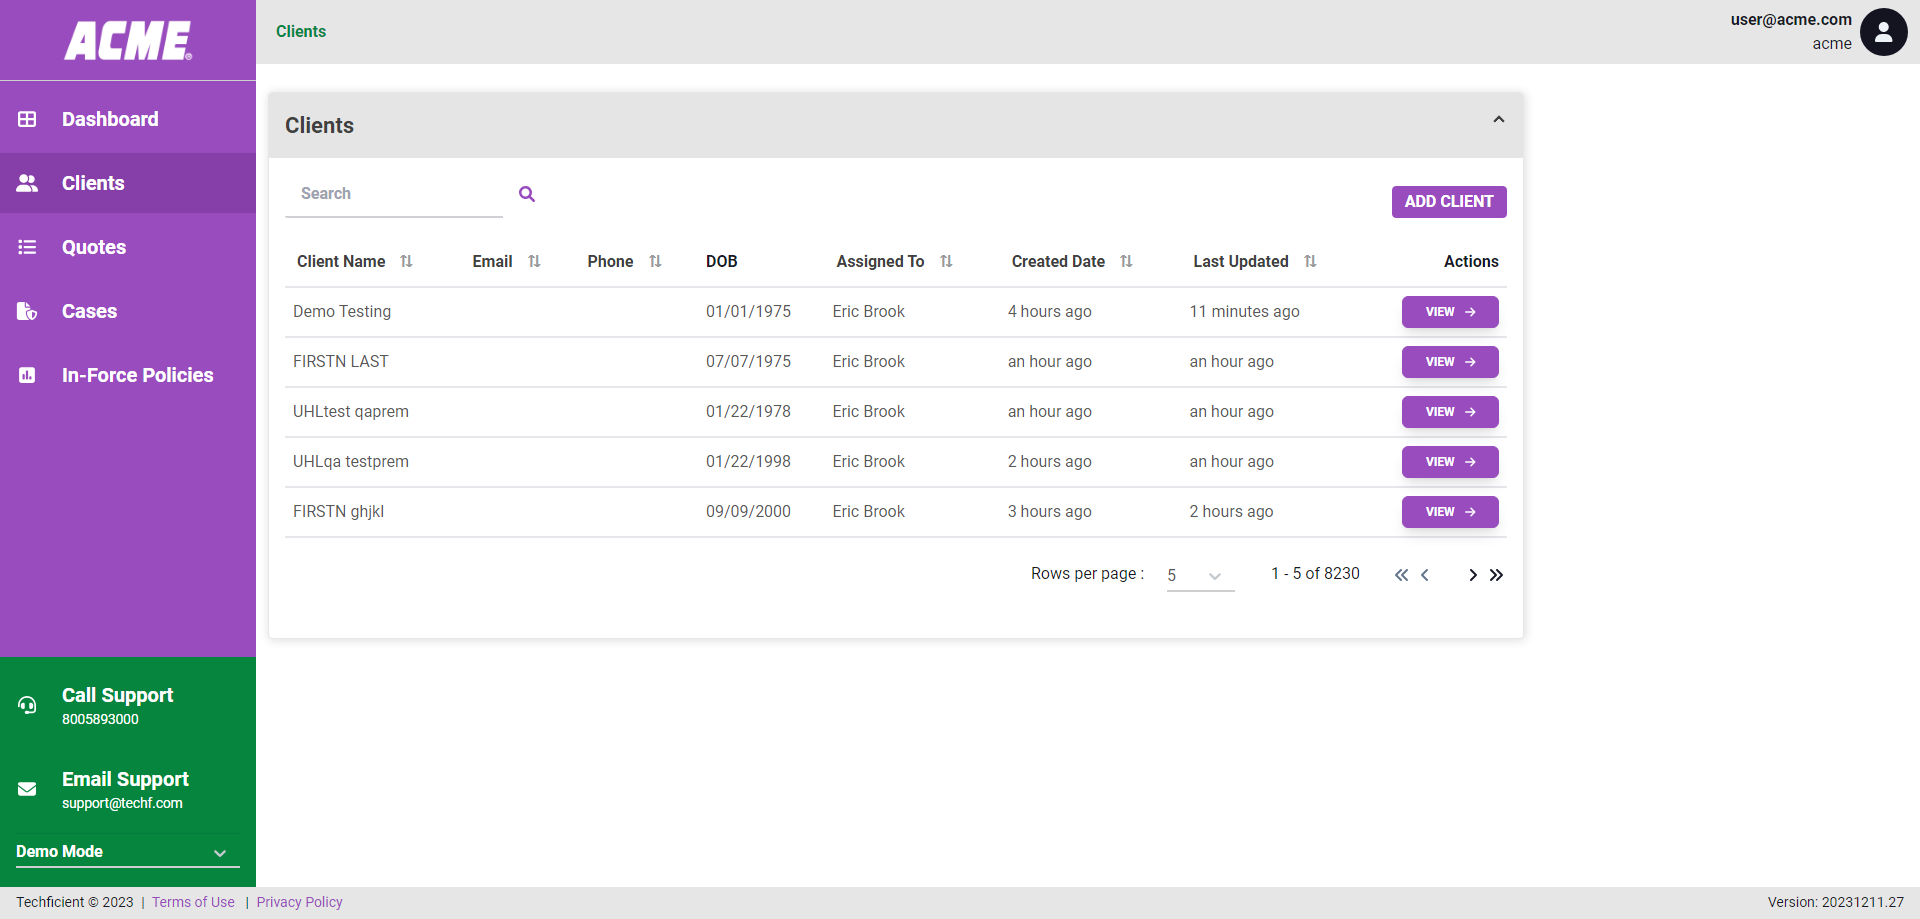 ACME®
Dashboard
Clients
Quotes
Cases
In-Force Policies
Call Support
8005893000
Email Support
support@techf.com
Demo Mode
Clients
user@acme.com
acme
Clients
Search
ADD CLIENT
Client Name Email Phone DOB Assigned To Created Date Last Updated Actions
Demo Testing 01/01/1975 Eric Brook 4 hours ago 11 minutes ago VIEW
FIRSTN LAST 07/07/1975 Eric Brook an hour ago an hour ago VIEW
UHLtest qaprem 01/22/1978 Eric Brook an hour ago an hour ago VIEW
UHLqa testprem 01/22/1998 Eric Brook 2 hours ago an hour ago VIEW
FIRSTN ghjkl 09/09/2000 Eric Brook 3 hours ago 2 hours ago VIEW
Rows per page : 5 1 - 5 of 8230
Techficient © 2023 | Terms of Use | Privacy Policy
Version: 20231211.27